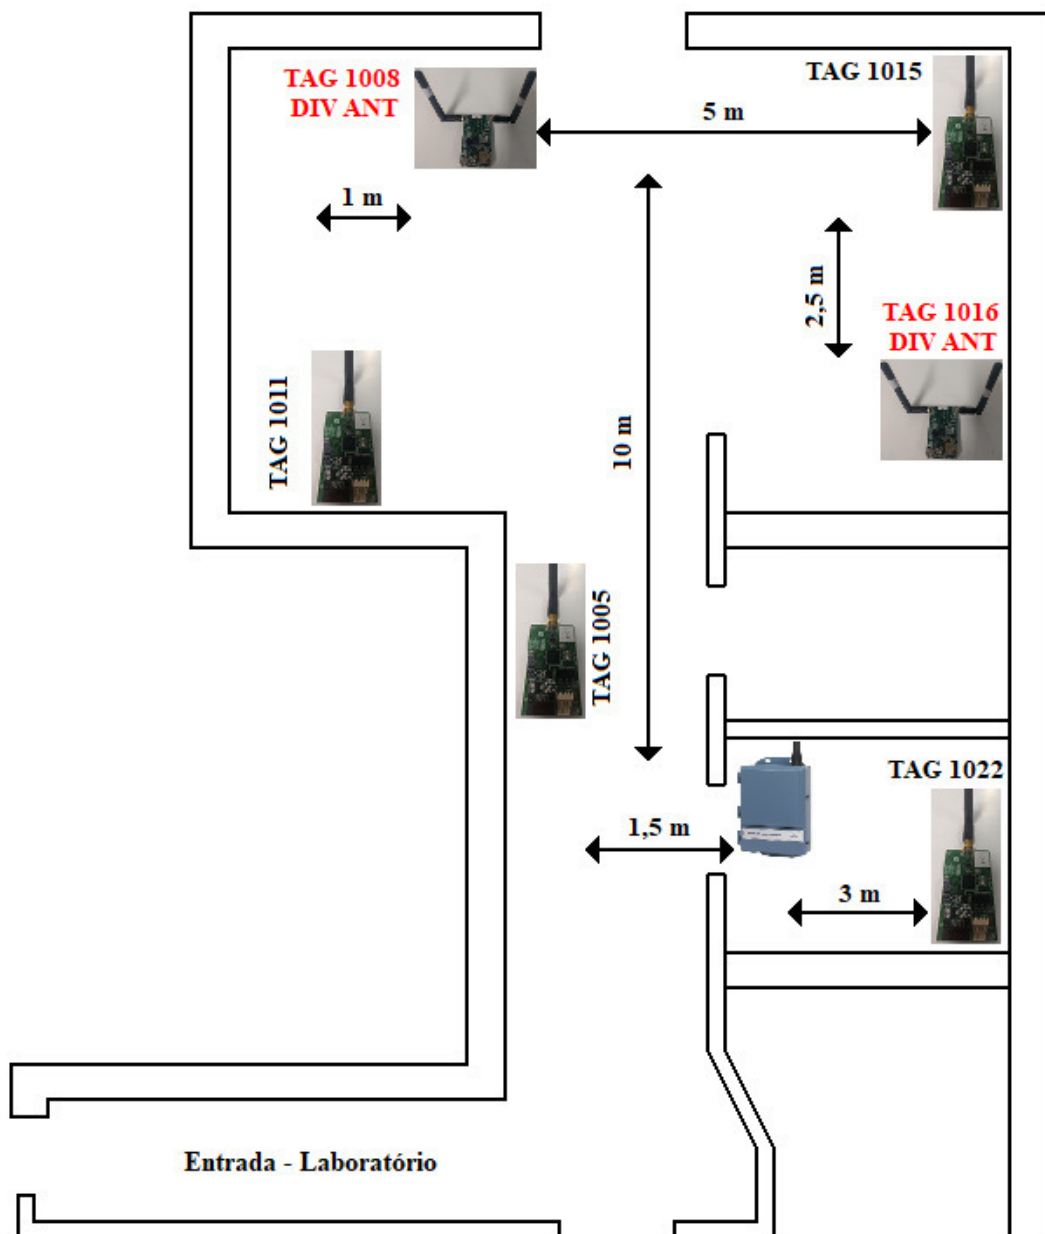 TAG 1008
DIV ANT
TAG 1015
5 m
1 m
2,5 m
TAG 1016
DIV ANT
TAG 1011
10 m
TAG 1005
TAG 1022
1,5 m
3 m
Entrada - Laboratório